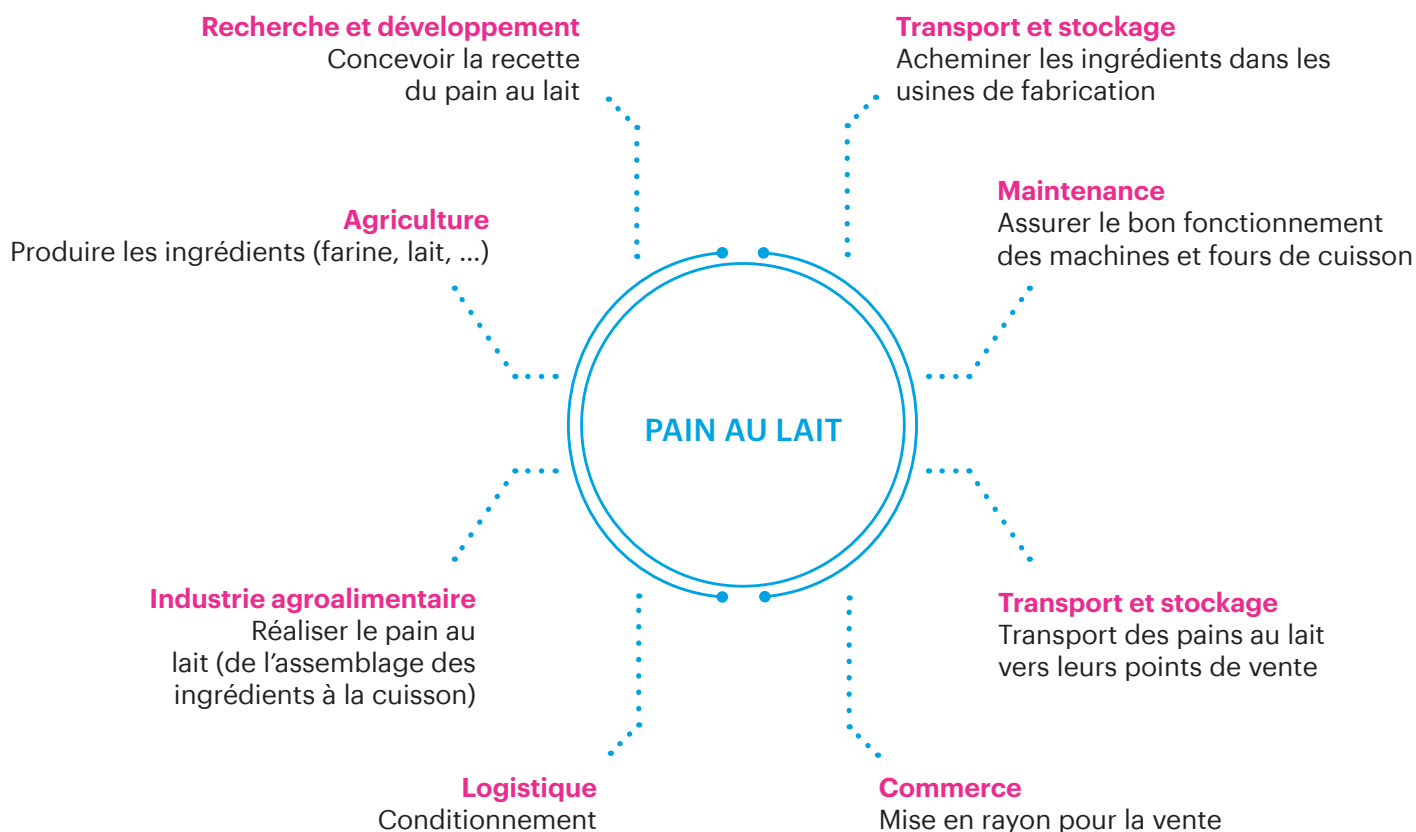 Recherche et développement
Concevoir la recette
du pain au lait
Transport et stockage
Acheminer les ingrédients dans les
usines de fabrication
Agriculture
Produire les ingrédients (farine, lait, ...)
Maintenance
Assurer le bon fonctionnement
des machines et fours de cuisson
PAIN AU LAIT
Industrie agroalimentaire
Réaliser le pain au
lait (de l’assemblage des
ingrédients à la cuisson)
Transport et stockage
Transport des pains au lait
vers leurs points de vente
Logistique
Conditionnement
Commerce
Mise en rayon pour la vente